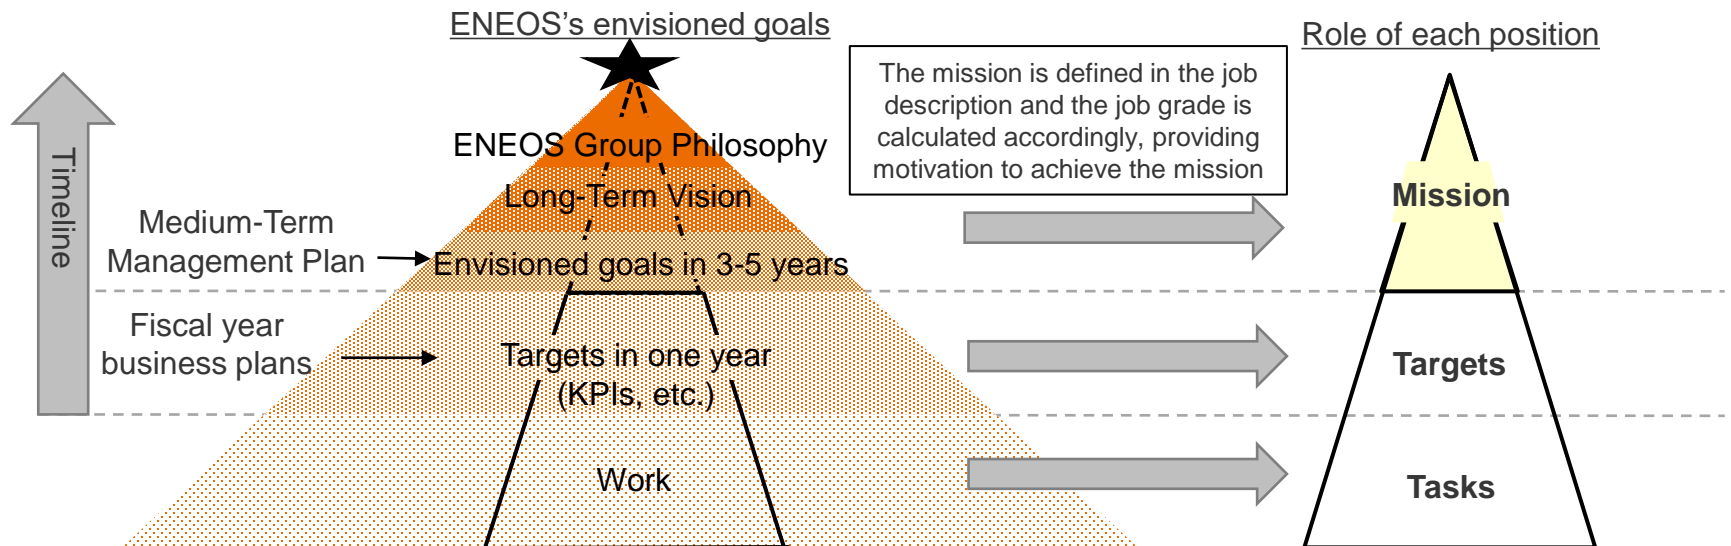 ENEOS's envisioned goals
Role of each position
The mission is defined in the job
description and the job grade is
calculated accordingly, providing
motivation to achieve the mission
Timeline
ENEOS Group Philosophy
Long-Term Vision
Medium-Term
Management Plan
Envisioned goals in 3-5 years
Fiscal year
business plans
Targets in one year
(KPIs, etc.)
Work
Mission
Targets
Tasks